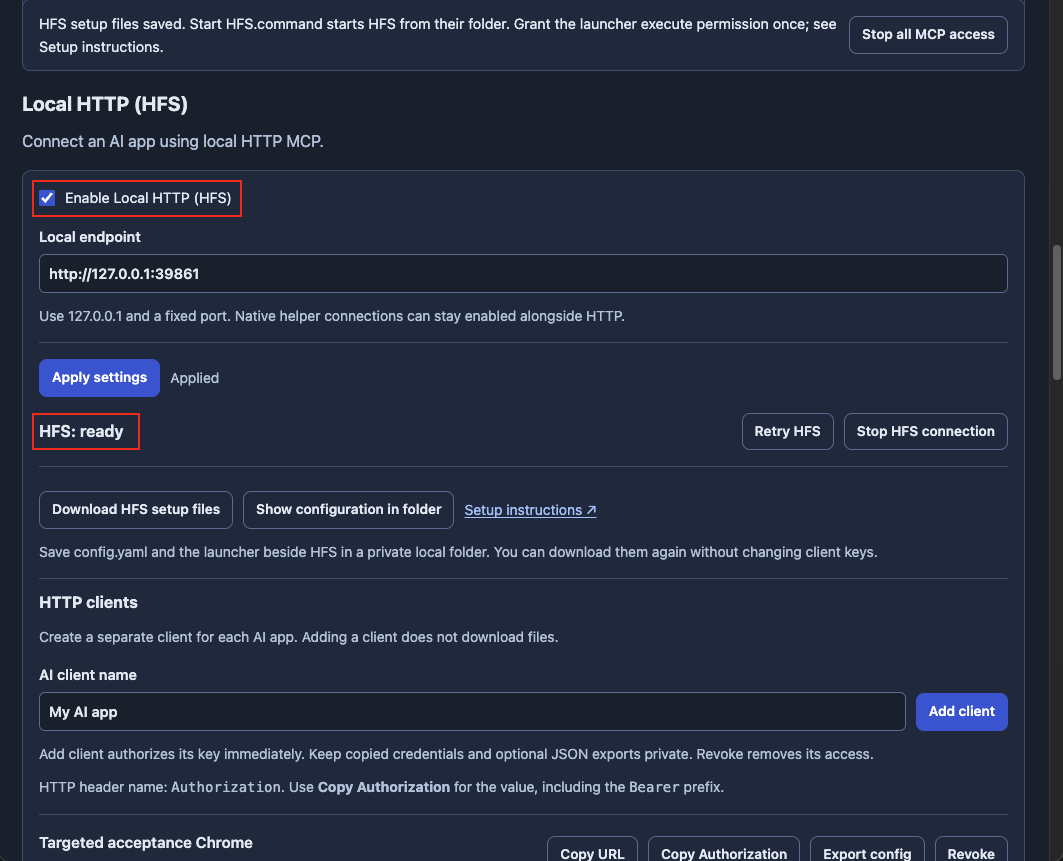 HFS setup files saved. Start HFS.command starts HFS from their folder. Grant the launcher execute permission once; see
Setup instructions.
Stop all MCP access
Local HTTP (HFS)
Connect an AI app using local HTTP MCP.
Enable Local HTTP (HFS)
Local endpoint
http://127.0.0.1:39861
Use 127.0.0.1 and a fixed port. Native helper connections can stay enabled alongside HTTP.
Apply settings
Applied
HFS: ready
Retry HFS
Stop HFS connection
Download HFS setup files
Show configuration in folder
Setup instructions ↗
Save config.yaml and the launcher beside HFS in a private local folder. You can download them again without changing client keys.
HTTP clients
Create a separate client for each AI app. Adding a client does not download files.
AI client name
My AI app
Add client
Add client authorizes its key immediately. Keep copied credentials and optional JSON exports private. Revoke removes its access.
HTTP header name: Authorization. Use Copy Authorization for the value, including the Bearer prefix.
Targeted acceptance Chrome
Copy URL
Copy Authorization
Export config
Revoke